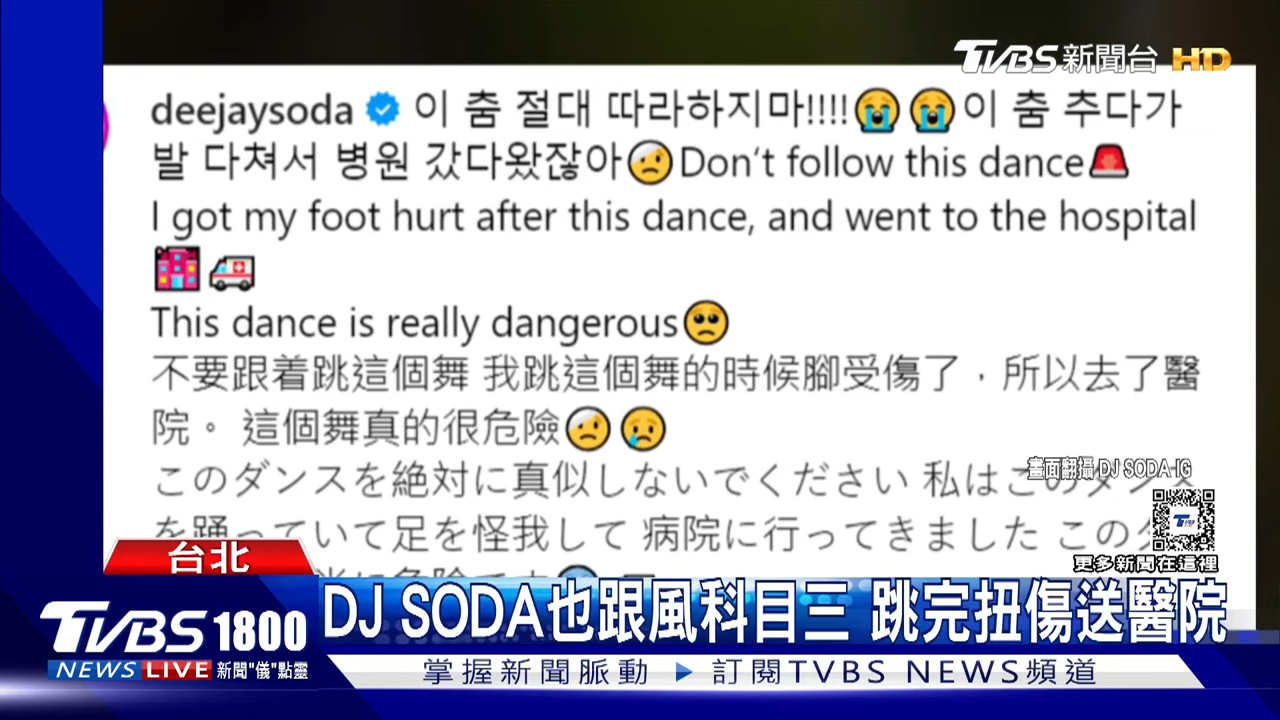 TVBS新聞台 HD
deejaysoda 이 춤 절대 따라하지마!!!!😭😭이 춤 추다가
발 다쳐서 병원 갔다왔잖아🤕Don't follow this dance🚨
I got my foot hurt after this dance, and went to the hospital
🏩🚑
This dance is really dangerous🥺
不要跟着跳這個舞 我跳這個舞的時候腳受傷了，所以去了醫
院。 這個舞真的很危險🤕😢
このダンスを絶対に真似しないでください 私はこのダンス
畫面翻攝 DJ SODA IG
を踊っていて足を怪我して 病院に行ってきました この
更多新聞在這裡
台北
DJ SODA也跟風科目三 跳完扭傷送醫院
TVBS 1800
NEWS LIVE 新聞"儀"點靈
掌握新聞脈動 ▶ 訂閱TVBS NEWS頻道